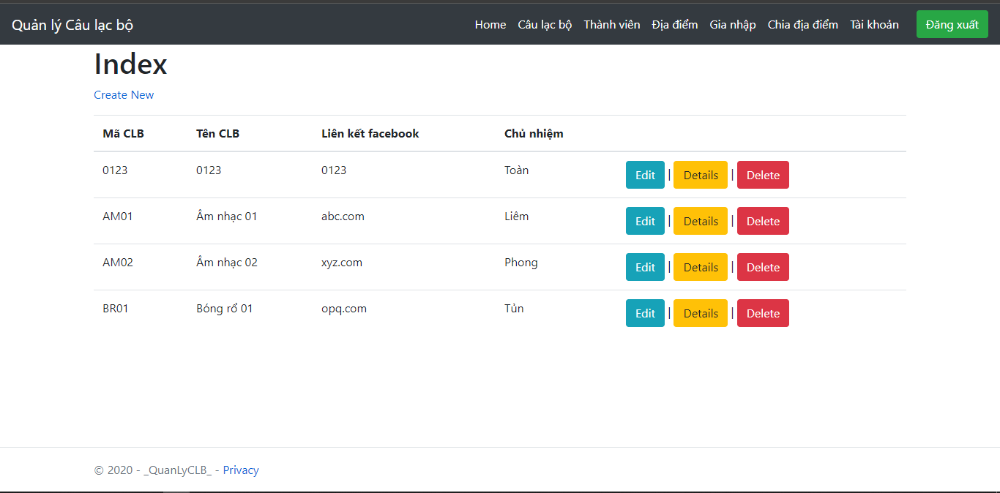 Quản lý Câu lạc bộ Home Câu lạc bộ Thành viên Địa điểm Gia nhập Chia địa điểm Tài khoản Đăng xuất
Index
Create New
Mã CLB Tên CLB Liên kết facebook Chủ nhiệm
0123 0123 0123 Toàn Edit | Details | Delete
AM01 Âm nhạc 01 abc.com Liêm Edit | Details | Delete
AM02 Âm nhạc 02 xyz.com Phong Edit | Details | Delete
BR01 Bóng rổ 01 opq.com Tủn Edit | Details | Delete
© 2020 - _QuanLyCLB_ - Privacy